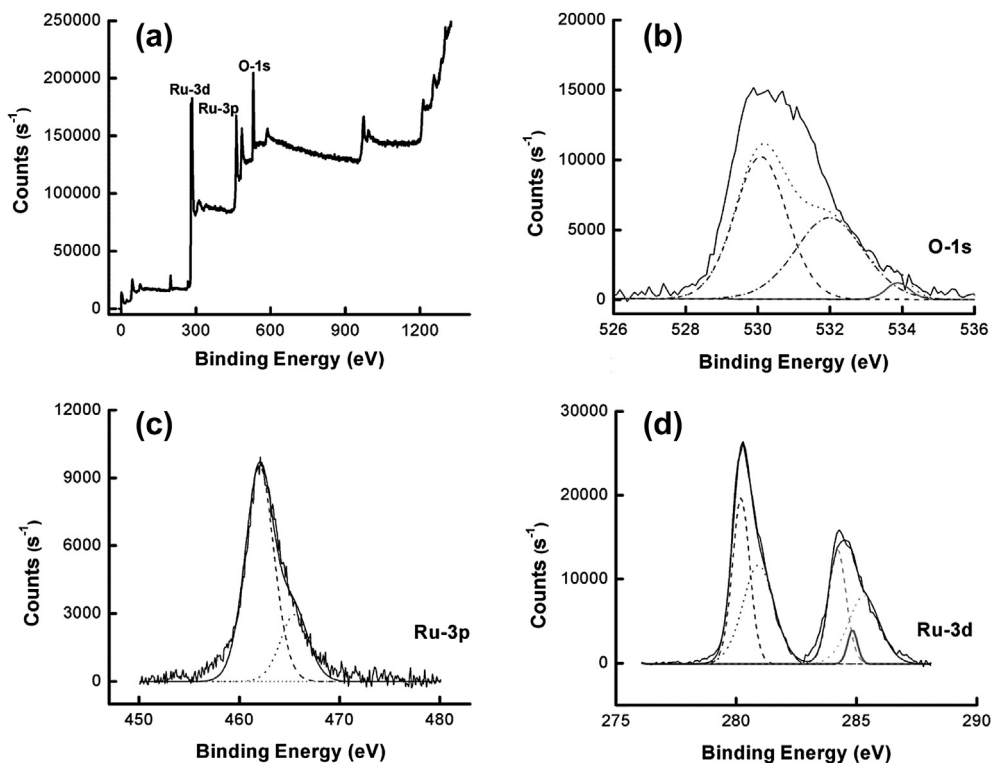 (a)
250000
200000
150000
100000
50000
0
Counts (s⁻¹)
Ru-3d
Ru-3p
O-1s
0 300 600 900 1200
Binding Energy (eV)
(b)
20000
15000
10000
5000
0
Counts (s⁻¹)
O-1s
526 528 530 532 534 536
Binding Energy (eV)
(c)
12000
9000
6000
3000
0
Counts (s⁻¹)
Ru-3p
450 460 470 480
Binding Energy (eV)
(d)
30000
20000
10000
0
Counts (s⁻¹)
Ru-3d
275 280 285 290
Binding Energy (eV)